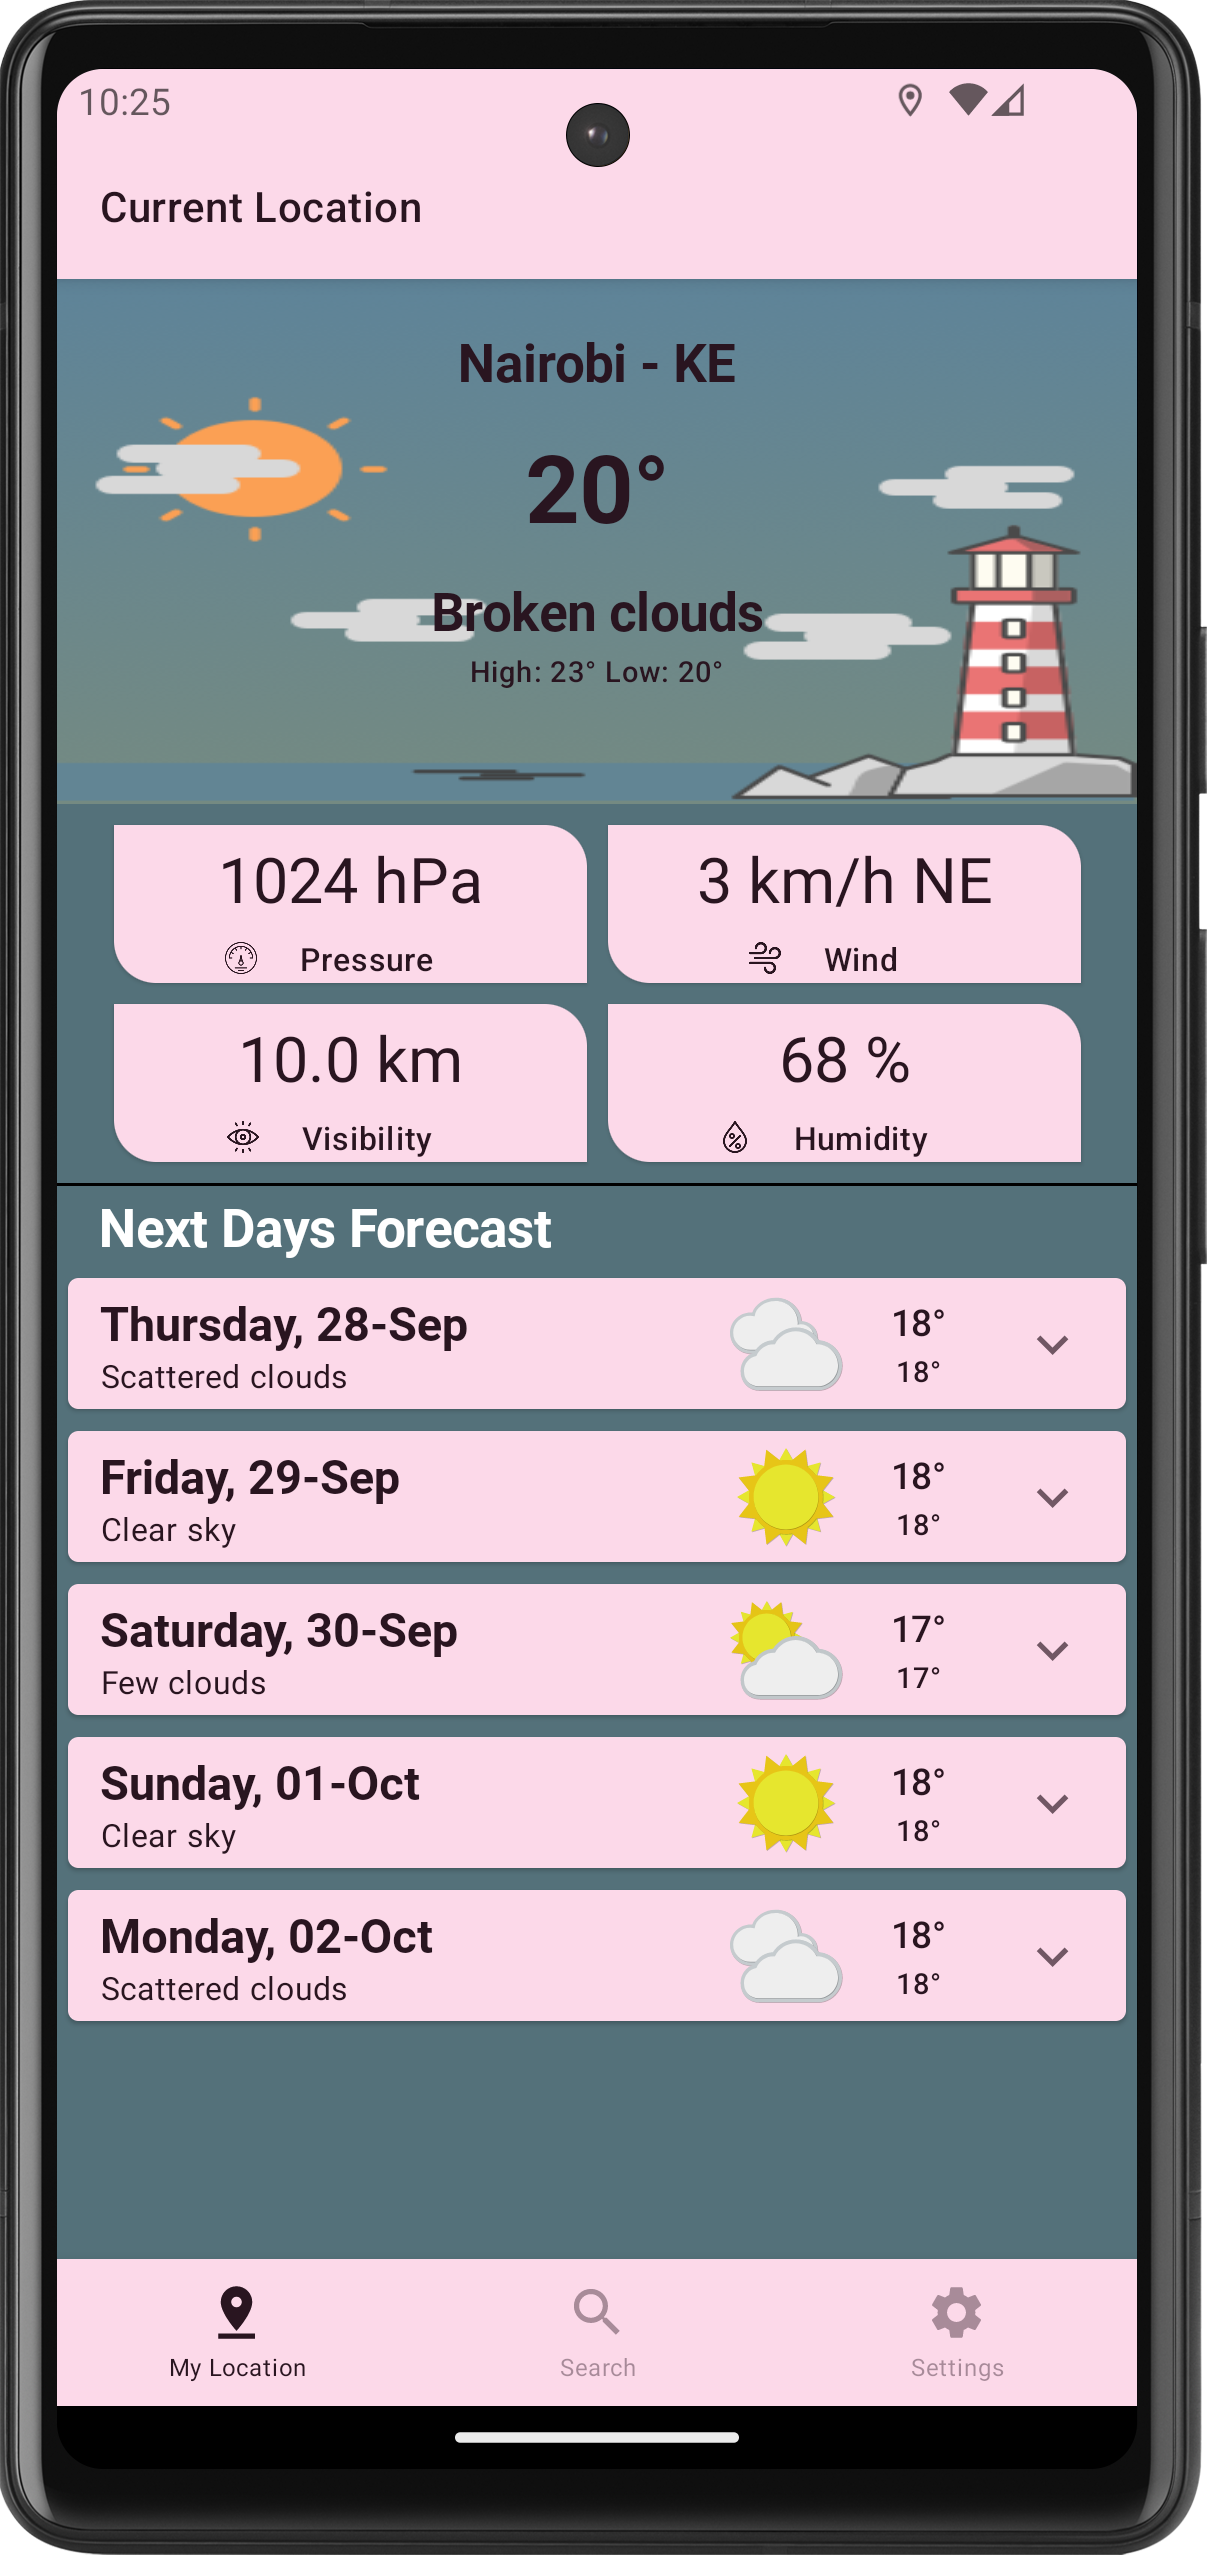 10:25
Current Location
Nairobi - KE
20°
Broken clouds
High: 23° Low: 20°
1024 hPa
Pressure
3 km/h NE
Wind
10.0 km
Visibility
68 %
Humidity
Next Days Forecast
Thursday, 28-Sep
Scattered clouds
18°
18°
Friday, 29-Sep
Clear sky
18°
18°
Saturday, 30-Sep
Few clouds
17°
17°
Sunday, 01-Oct
Clear sky
18°
18°
Monday, 02-Oct
Scattered clouds
18°
18°
My Location
Search
Settings